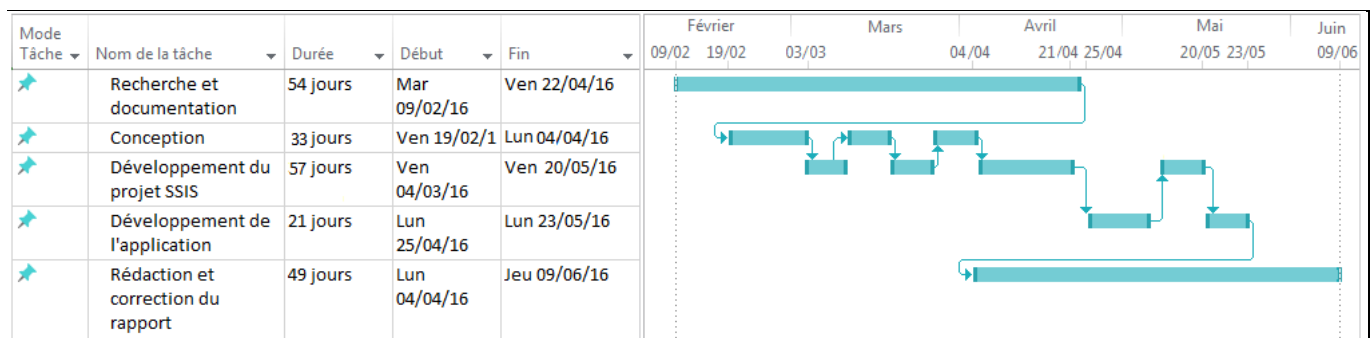 Mode
Tâche Nom de la tâche Durée Début Fin
Février Mars Avril Mai Juin
09/02 19/02 03/03 04/04 21/04 25/04 20/05 23/05 09/06
Recherche et
documentation
54 jours
Mar
09/02/16
Ven 22/04/16
Conception
33 jours
Ven 19/02/1
Lun 04/04/16
Développement du
projet SSIS
57 jours
Ven
04/03/16
Ven 20/05/16
Développement de
l'application
21 jours
Lun
25/04/16
Lun 23/05/16
Rédaction et
correction du
rapport
49 jours
Lun
04/04/16
Jeu 09/06/16